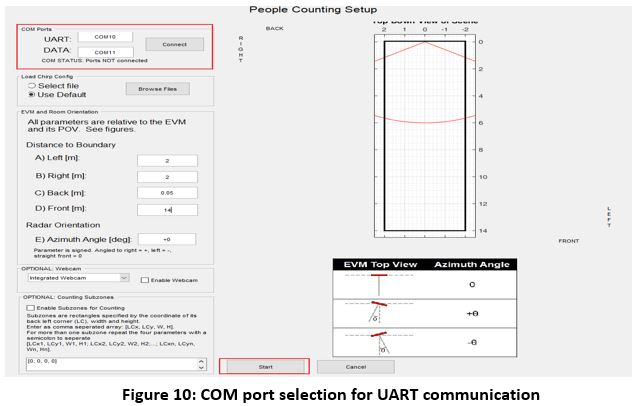 People Counting Setup
COM Ports
UART:
COM10
DATA:
COM11
Connect
COM STATUS: Ports NOT connected
Load Chirp Config
Select file
Use Default
Browse Files
EVM and Room Orientation
All parameters are relative to the EVM
and its POV. See figures.
Distance to Boundary
A) Left [m]:
2
B) Right [m]:
2
C) Back [m]:
0.05
D) Front [m]:
14
Radar Orientation
E) Azimuth Angle [deg]:
+0
Parameter is signed. Angled to right = +, left = -,
straight front = 0
OPTIONAL: Webcam
Integrated Webcam
Enable Webcam
OPTIONAL: Counting Subzones
Enable Subzones for Counting
Subzones are rectangles specified by the coordinate of its
back left corner (LC), width and height.
Enter as comma seperated array: [LCx, LCy, W, H].
For more than one subzone repeat the four parameters with a
semicolon to seperate
[LCx1, LCy1, W1, H1; LCx2, LCy2, W2, H2;...; LCxn, LCyn,
Wn, Hn].
[0, 0, 0, 0]
BACK
RIGHT
Top Down View of Scene
2 1 0 -1 -2
0
2
4
6
8
10
12
14
LEFT
FRONT
EVM Top View Azimuth Angle
0
θ +θ
θ -θ
Start
Cancel
Figure 10: COM port selection for UART communication